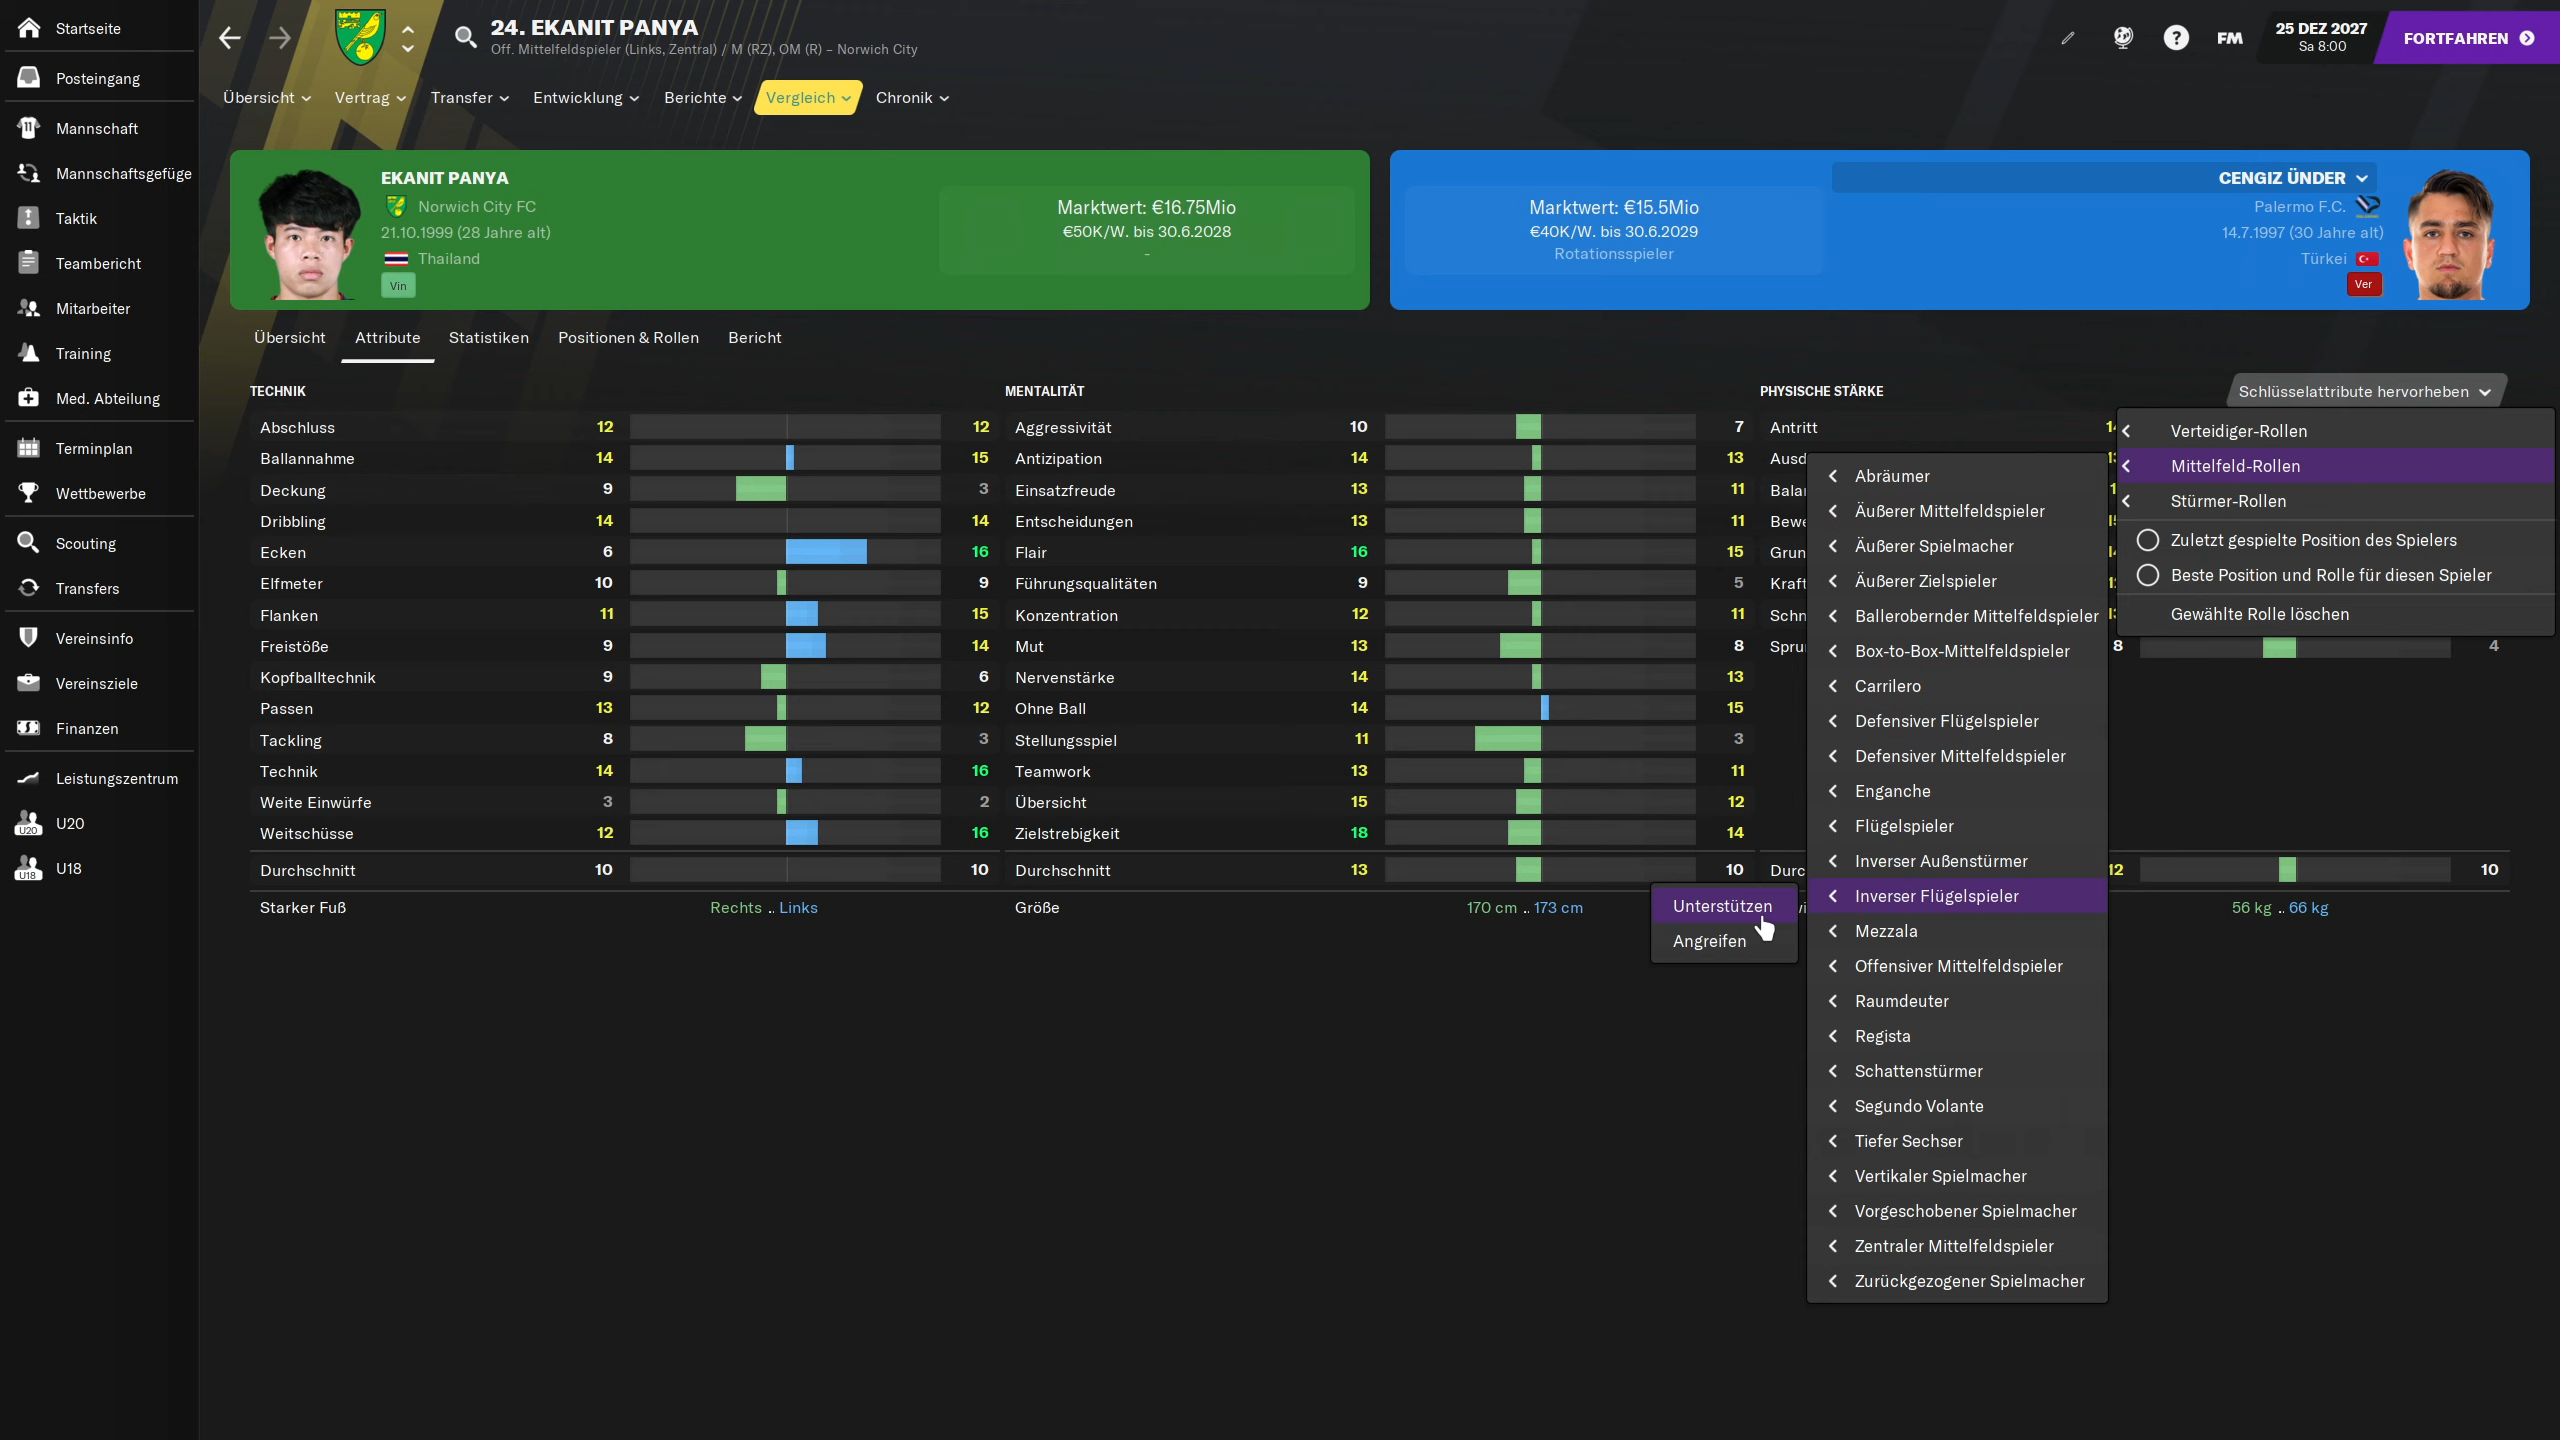 Startseite
Posteingang
Mannschaft
Mannschaftsgefüge
Taktik
Teambericht
Mitarbeiter
Training
Med. Abteilung
Terminplan
Wettbewerbe
Scouting
Transfers
Vereinsinfo
Vereinsziele
Finanzen
Leistungszentrum
U20 U20
U18 U18
24. EKANIT PANYA
Off. Mittelfeldspieler (Links, Zentral) / M (RZ), OM (R) – Norwich City
FM
25 DEZ 2027
Sa 8:00
FORTFAHREN
Übersicht Vertrag Transfer Entwicklung Berichte Vergleich Chronik
EKANIT PANYA
Norwich City FC
21.10.1999 (28 Jahre alt)
Thailand
Vin
Marktwert: €16.75Mio
€50K/W. bis 30.6.2028
-
Marktwert: €15.5Mio
€40K/W. bis 30.6.2029
Rotationsspieler
CENGIZ ÜNDER
Palermo F.C.
14.7.1997 (30 Jahre alt)
Türkei
Ver
Übersicht Attribute Statistiken Positionen & Rollen Bericht
TECHNIK
Abschluss 12 12
Ballannahme 14 15
Deckung 9 3
Dribbling 14 14
Ecken 6 16
Elfmeter 10 9
Flanken 11 15
Freistöße 9 14
Kopfballtechnik 9 6
Passen 13 12
Tackling 8 3
Technik 14 16
Weite Einwürfe 3 2
Weitschüsse 12 16
Durchschnitt 10 10
Starker Fuß Rechts .. Links
MENTALITÄT
Aggressivität 10 7
Antizipation 14 13
Einsatzfreude 13 11
Entscheidungen 13 11
Flair 16 15
Führungsqualitäten 9 5
Konzentration 12 11
Mut 13 8
Nervenstärke 14 13
Ohne Ball 14 15
Stellungsspiel 11 3
Teamwork 13 11
Übersicht 15 12
Zielstrebigkeit 18 14
Durchschnitt 13 10
Größe 170 cm .. 173 cm
PHYSISCHE STÄRKE
Antritt
8 4
12 10
56 kg .. 66 kg
Schlüsselattribute hervorheben
Verteidiger-Rollen
Mittelfeld-Rollen
Stürmer-Rollen
Zuletzt gespielte Position des Spielers
Beste Position und Rolle für diesen Spieler
Gewählte Rolle löschen
Abräumer
Äußerer Mittelfeldspieler
Äußerer Spielmacher
Äußerer Zielspieler
Ballerobernder Mittelfeldspieler
Box-to-Box-Mittelfeldspieler
Carrilero
Defensiver Flügelspieler
Defensiver Mittelfeldspieler
Enganche
Flügelspieler
Inverser Außenstürmer
Inverser Flügelspieler
Mezzala
Offensiver Mittelfeldspieler
Raumdeuter
Regista
Schattenstürmer
Segundo Volante
Tiefer Sechser
Vertikaler Spielmacher
Vorgeschobener Spielmacher
Zentraler Mittelfeldspieler
Zurückgezogener Spielmacher
Unterstützen
Angreifen